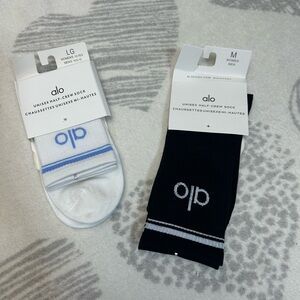 LG
alo
UNISEX HALF-CREW SOCK
CHAUSSETTES UNISEXE MI-HAUTES
alo
M
alo
UNISEX HALF-CREW SOCK
CHAUSSETTES UNISEXE MI-HAUTES
alo